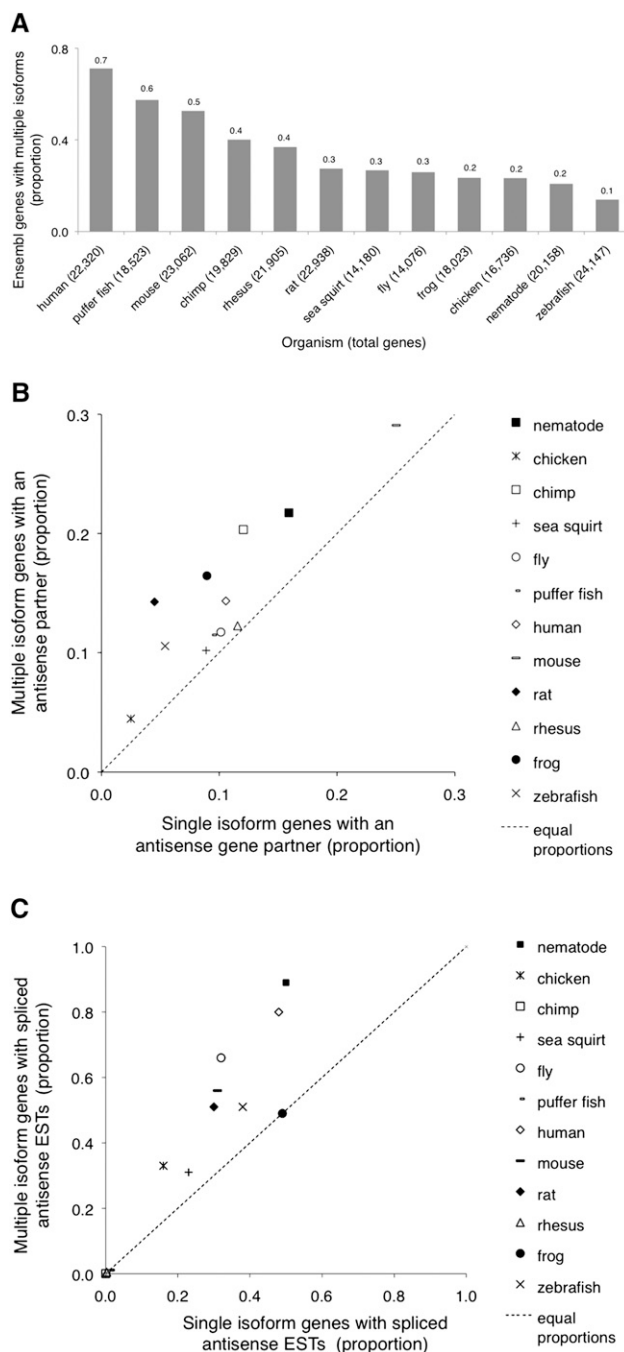 A
Ensembl genes with multiple isoforms
(proportion)
0.8
0.4
0.0
0.7
0.6
0.5
0.4
0.4
0.3
0.3
0.3
0.2
0.2
0.2
0.1
human (22,320)
puffer fish (18,523)
mouse (23,062)
chimp (19,829)
rhesus (21,905)
rat (22,938)
sea squirt (14,180)
fly (14,076)
frog (18,023)
chicken (16,736)
nematode (20,158)
zebrafish (24,147)
Organism (total genes)
B
Multiple isoform genes with an
antisense partner (proportion)
0.3
0.2
0.1
0.0
0.0
0.1
0.2
0.3
Single isoform genes with an
antisense gene partner (proportion)
nematode
chicken
chimp
sea squirt
fly
puffer fish
human
mouse
rat
rhesus
frog
zebrafish
equal
proportions
C
Multiple isoform genes with spliced
antisense ESTs (proportion)
1.0
0.8
0.6
0.4
0.2
0.0
0.0
0.2
0.4
0.6
0.8
1.0
Single isoform genes with spliced
antisense ESTs (proportion)
nematode
chicken
chimp
sea squirt
fly
puffer fish
human
mouse
rat
rhesus
frog
zebrafish
equal
proportions